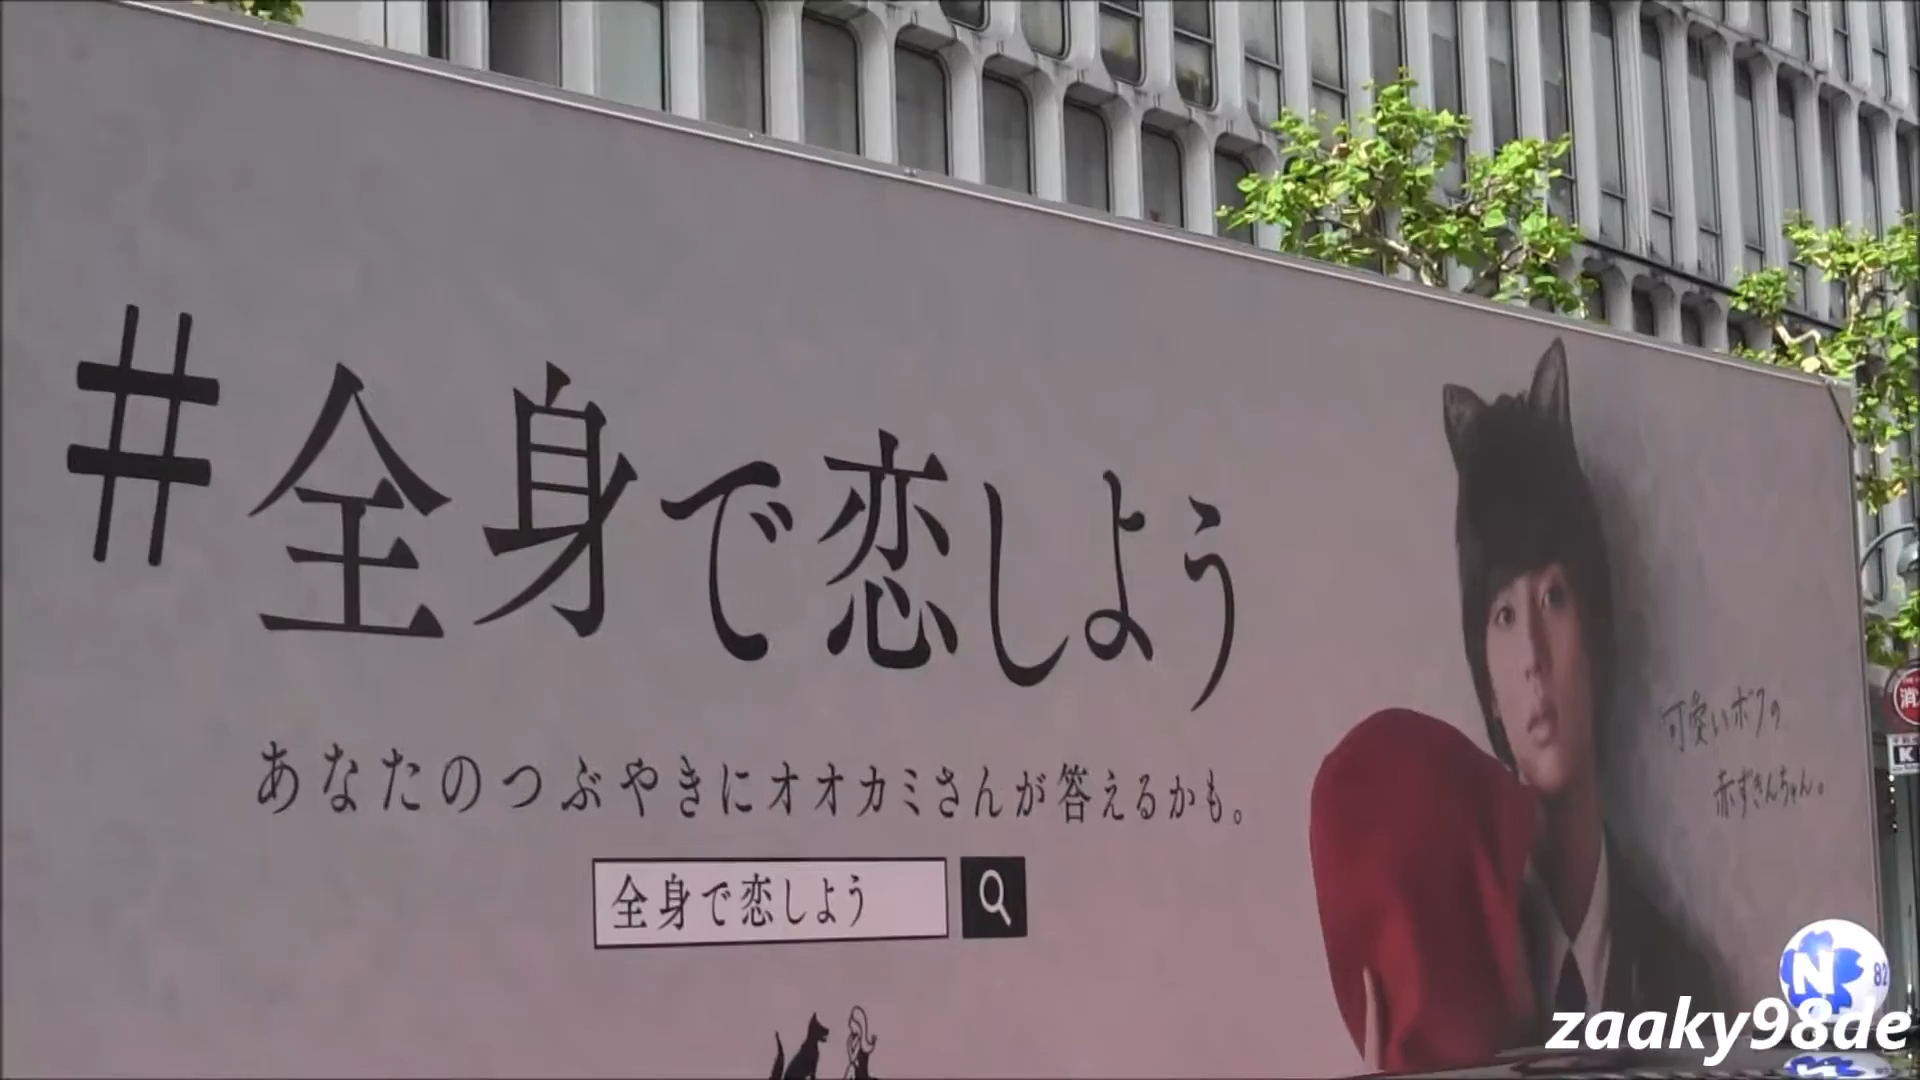 #全身で恋しよう
あなたのつぶやきにオオカミさんが答えるかも。
全身で恋しよう
可愛いボクの
赤ずきんちゃん。
消
K
N 82
zaaky98de